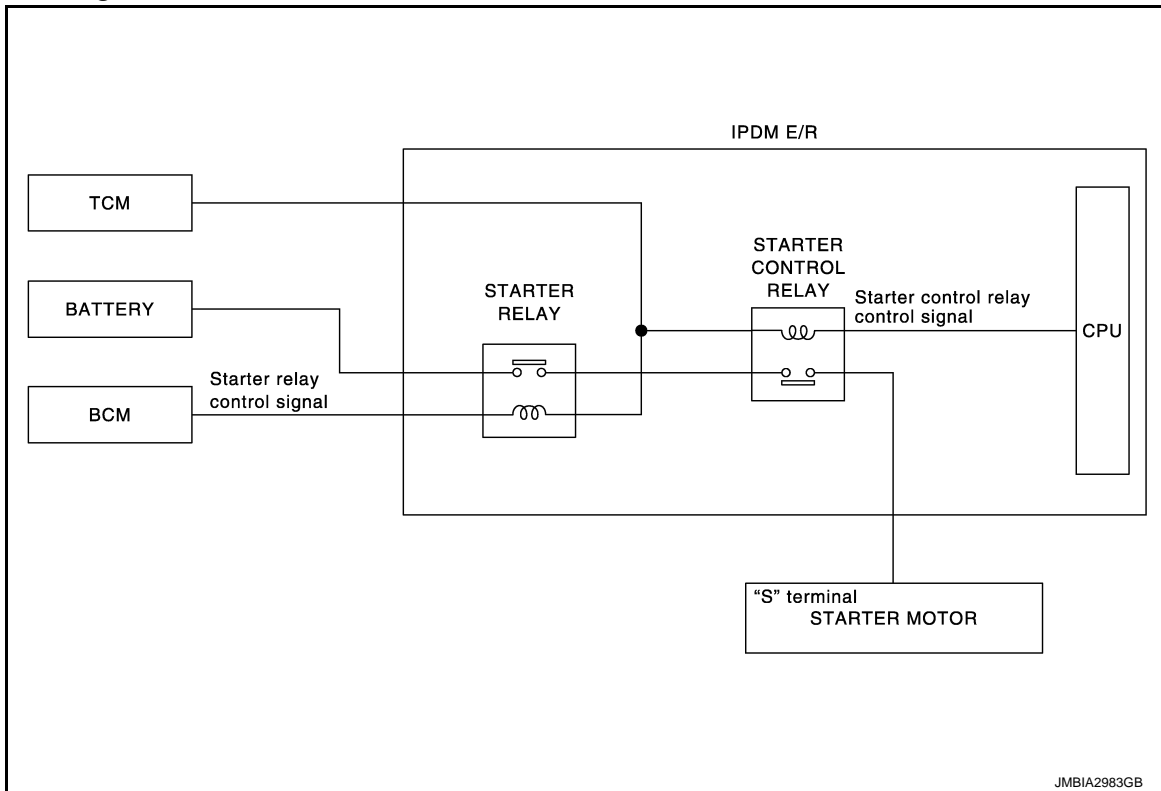 IPDM E/R
TCM
STARTER
CONTROL
RELAY
STARTER
RELAY
Starter control relay
control signal
BATTERY
CPU
Starter relay
control signal
BCM
“S” terminal
STARTER MOTOR
JMBIA2983GB